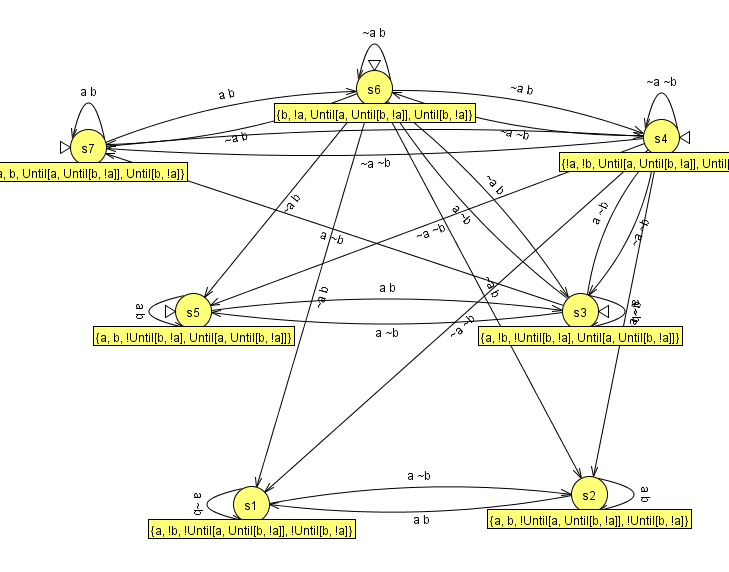 ~a b
s6
{b, !a, Until[a, Until[b, !a]], Until[b, !a]}
a b
a b
~a b
~a ~b
s7
a, b, Until[a, Until[b, !a]], Until[b, !a]}
~a b
~a ~b
~a ~b
s4
{!a, !b, Until[a, Until[b, !a]], Until
~a b
~a b
a ~b
a ~b
~a ~b
a ~b
~a ~b
~a b
~a b
~a ~b
a b
s5
{a, b, !Until[b, !a], Until[a, Until[b, !a]]}
a b
a ~b
s3
{a, !b, !Until[b, !a], Until[a, Until[b, !a]]}
a ~b
s1
{a, !b, !Until[a, Until[b, !a]], !Until[b, !a]}
a ~b
a b
s2
{a, b, !Until[a, Until[b, !a]], !Until[b, !a]}
a b